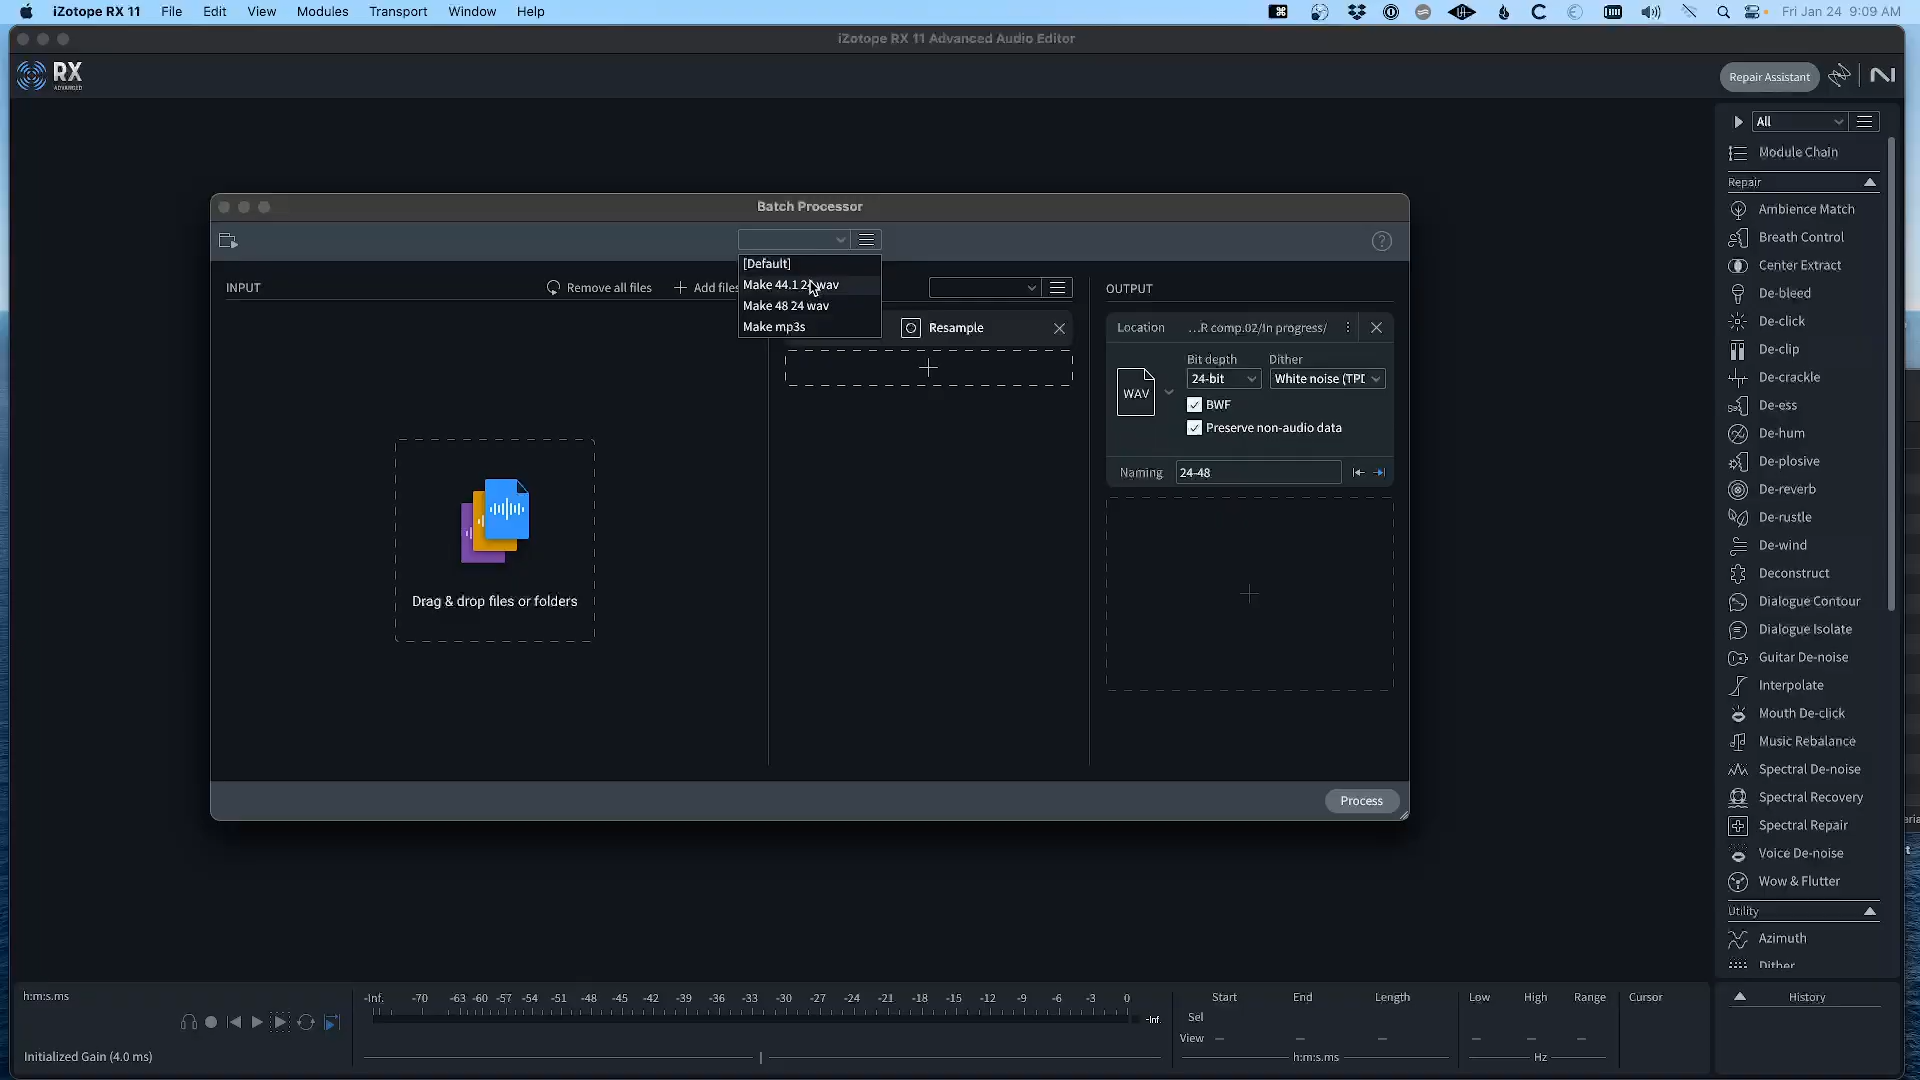 iZotope RX 11 File Edit View Modules Transport Window Help Fri Jan 24 9:09 AM
iZotope RX 11 Advanced Audio Editor
RX
ADVANCED
Repair Assistant
All
Module Chain
Repair
Ambience Match
Breath Control
Center Extract
De-bleed
De-click
De-clip
De-crackle
De-ess
De-hum
De-plosive
De-reverb
De-rustle
De-wind
Deconstruct
Dialogue Contour
Dialogue Isolate
Guitar De-noise
Interpolate
Mouth De-click
Music Rebalance
Spectral De-noise
Spectral Recovery
Spectral Repair
Voice De-noise
Wow & Flutter
Utility
Azimuth
Dither
Batch Processor
[Default]
Make 44.1 24 wav
Make 48 24 wav
Make mp3s
INPUT
Remove all files
Add files
Drag & drop files or folders
Resample
OUTPUT
Location ...R comp.02/In progress/
Bit depth Dither
24-bit White noise (TPD
WAV
BWF
Preserve non-audio data
Naming 24-48
Process
h:m:s.ms
Initialized Gain (4.0 ms)
-Inf. -70 -63 -60 -57 -54 -51 -48 -45 -42 -39 -36 -33 -30 -27 -24 -21 -18 -15 -12 -9 -6 -3 0
-Inf.
Start End Length
Sel
View
h:m:s.ms
Low High Range
Hz
Cursor
History